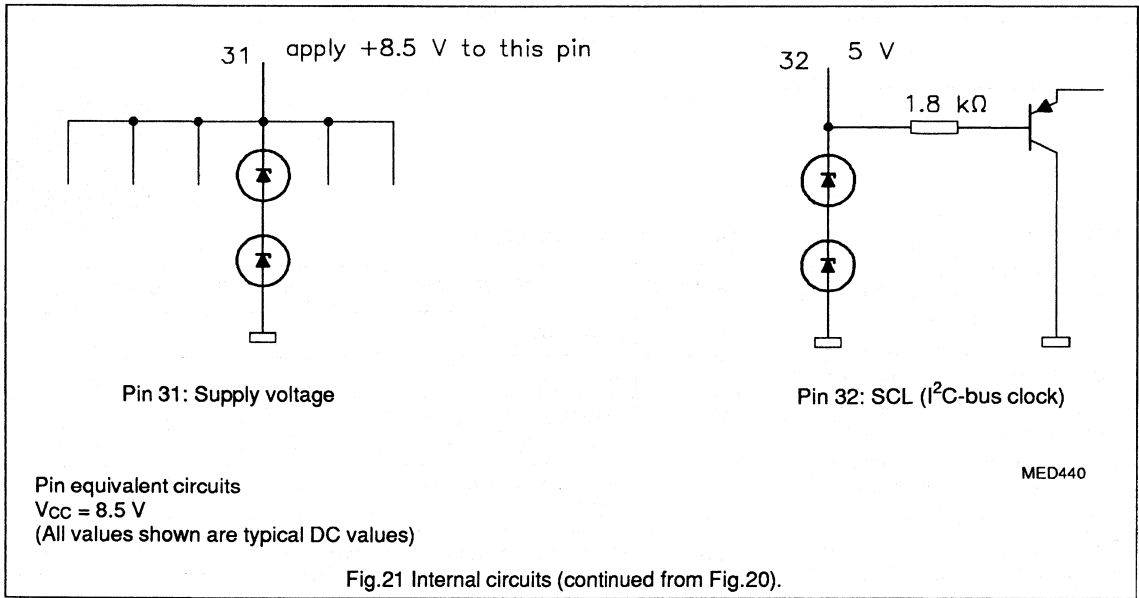 31 apply +8.5 V to this pin
32 5 V
1.8 kΩ
Pin 31: Supply voltage
Pin 32: SCL (I²C-bus clock)
MED440
Pin equivalent circuits
VCC = 8.5 V
(All values shown are typical DC values)
Fig.21 Internal circuits (continued from Fig.20).